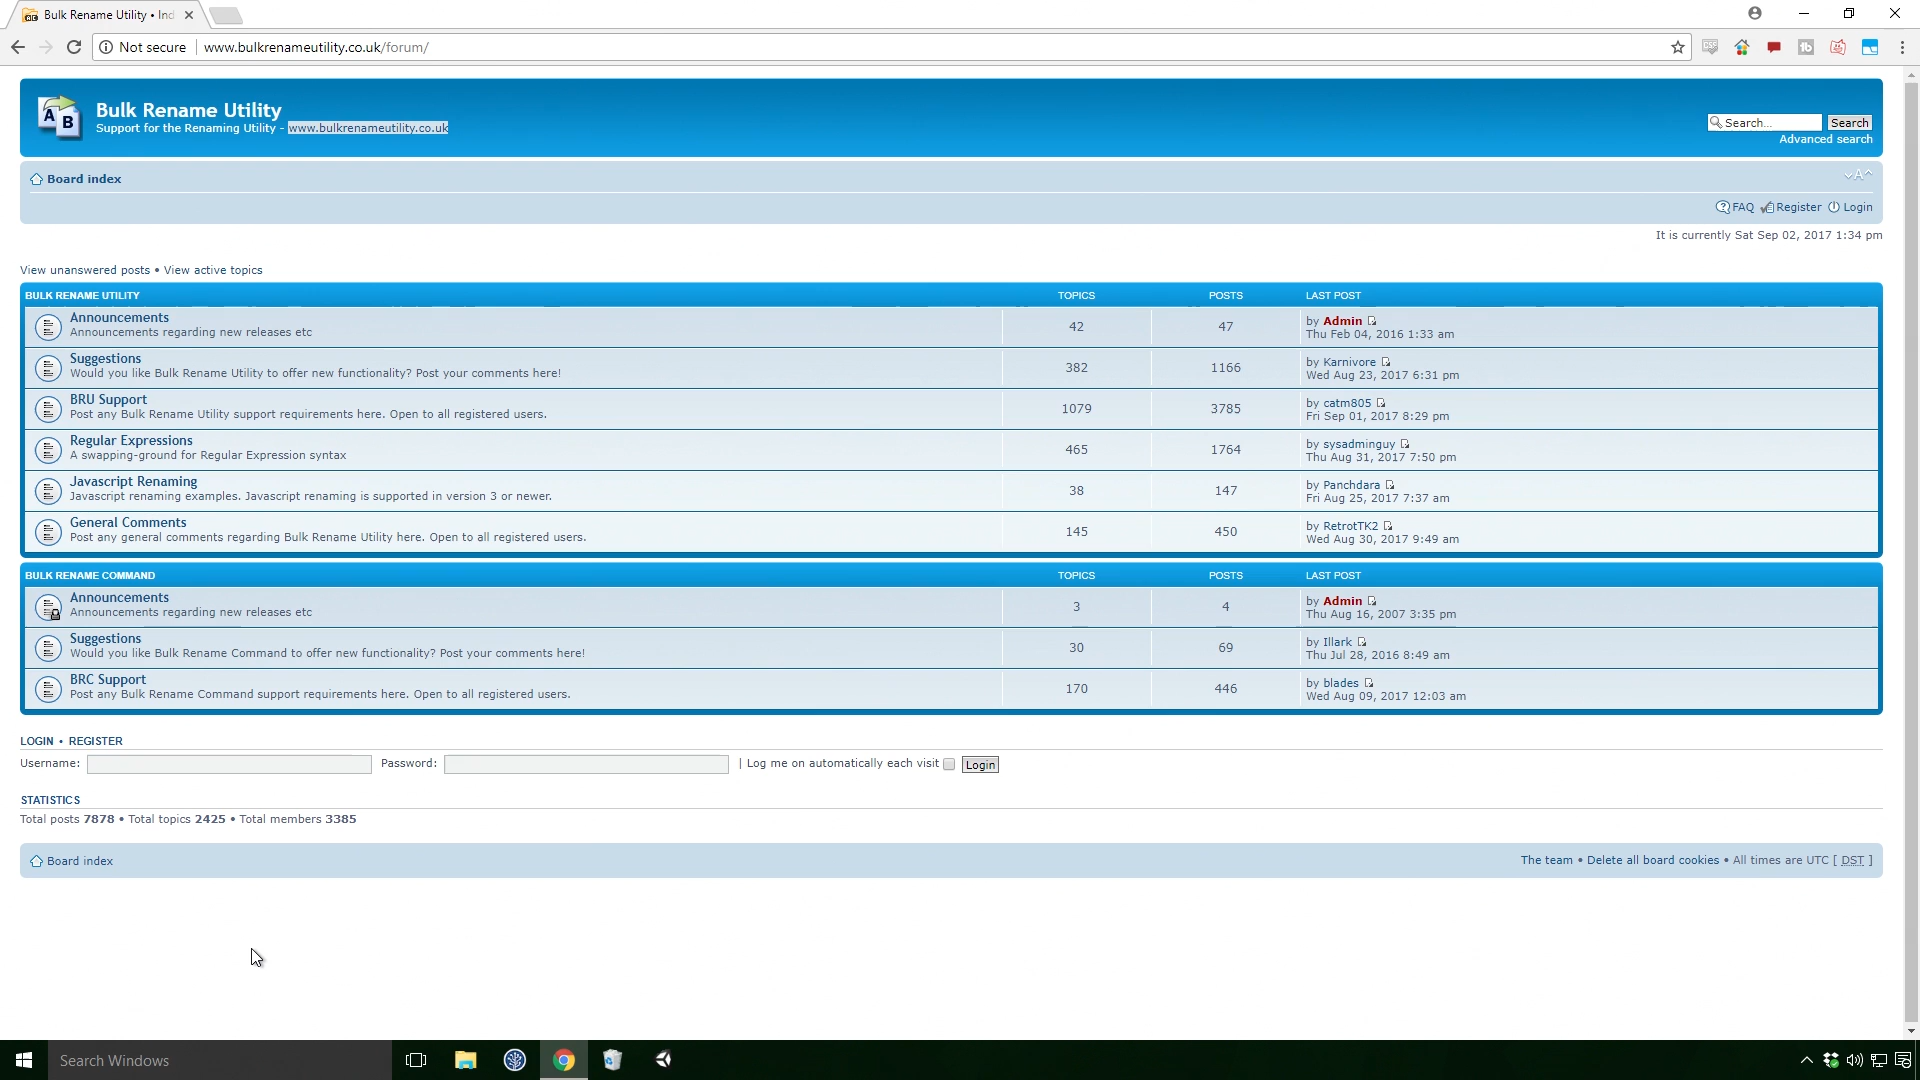 Bulk Rename Utility • Ind
Not secure | www.bulkrenameutility.co.uk/forum/
Bulk Rename Utility
Support for the Renaming Utility - www.bulkrenameutility.co.uk
Search... Search
Advanced search
Board index
A
FAQ Register Login
It is currently Sat Sep 02, 2017 1:34 pm
View unanswered posts • View active topics
BULK RENAME UTILITY TOPICS POSTS LAST POST
Announcements
Announcements regarding new releases etc
42 47
by Admin
Thu Feb 04, 2016 1:33 am
Suggestions
Would you like Bulk Rename Utility to offer new functionality? Post your comments here!
382 1166
by Karnivore
Wed Aug 23, 2017 6:31 pm
BRU Support
Post any Bulk Rename Utility support requirements here. Open to all registered users.
1079 3785
by catm805
Fri Sep 01, 2017 8:29 pm
Regular Expressions
A swapping-ground for Regular Expression syntax
465 1764
by sysadminguy
Thu Aug 31, 2017 7:50 pm
Javascript Renaming
Javascript renaming examples. Javascript renaming is supported in version 3 or newer.
38 147
by Panchdara
Fri Aug 25, 2017 7:37 am
General Comments
Post any general comments regarding Bulk Rename Utility here. Open to all registered users.
145 450
by RetrotTK2
Wed Aug 30, 2017 9:49 am
BULK RENAME COMMAND TOPICS POSTS LAST POST
Announcements
Announcements regarding new releases etc
3 4
by Admin
Thu Aug 16, 2007 3:35 pm
Suggestions
Would you like Bulk Rename Command to offer new functionality? Post your comments here!
30 69
by Illark
Thu Jul 28, 2016 8:49 am
BRC Support
Post any Bulk Rename Command support requirements here. Open to all registered users.
170 446
by blades
Wed Aug 09, 2017 12:03 am
LOGIN • REGISTER
Username: Password: | Log me on automatically each visit Login
STATISTICS
Total posts 7878 • Total topics 2425 • Total members 3385
Board index
The team • Delete all board cookies • All times are UTC [ DST ]
Search Windows